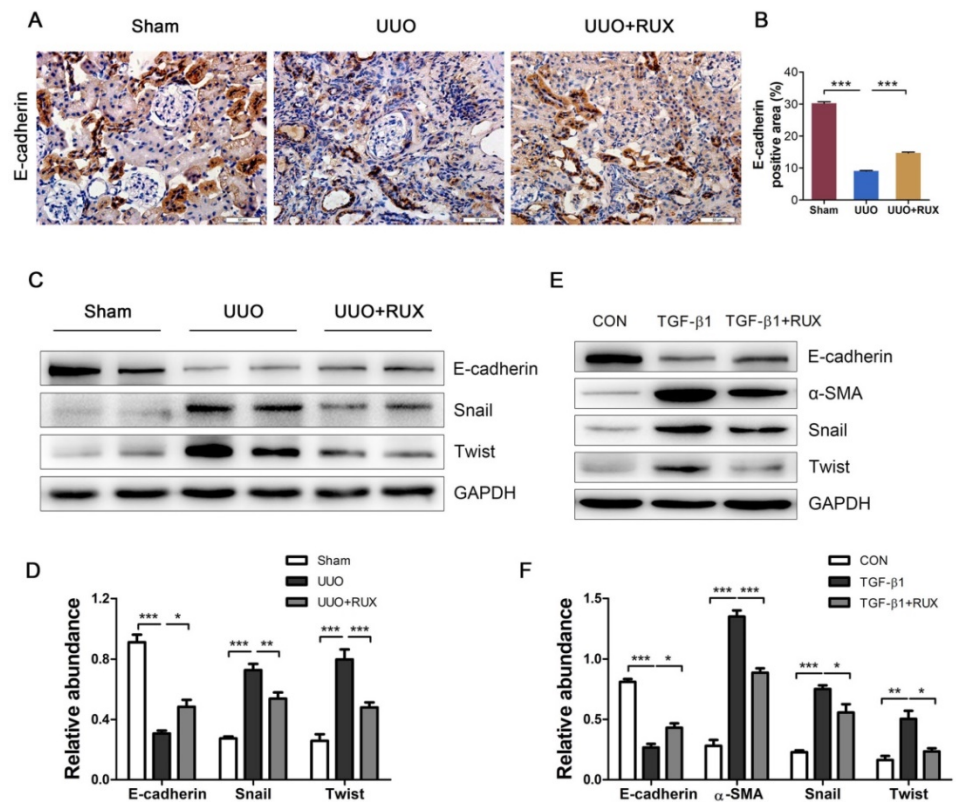 A
Sham
UUO
UUO+RUX
E-cadherin
B
E-cadherin
positive area (%)
40
30
20
10
0
***
***
Sham
UUO
UUO+RUX
C
Sham
UUO
UUO+RUX
E-cadherin
Snail
Twist
GAPDH
E
CON
TGF-β1
TGF-β1+RUX
E-cadherin
α-SMA
Snail
Twist
GAPDH
D
Sham
UUO
UUO+RUX
Relative abundance
1.2
0.8
0.4
0.0
*** *
*** **
*** ***
E-cadherin
Snail
Twist
F
CON
TGF-β1
TGF-β1+RUX
Relative abundance
1.5
1.0
0.5
0.0
*** *
*** ***
*** *
** *
E-cadherin
α-SMA
Snail
Twist